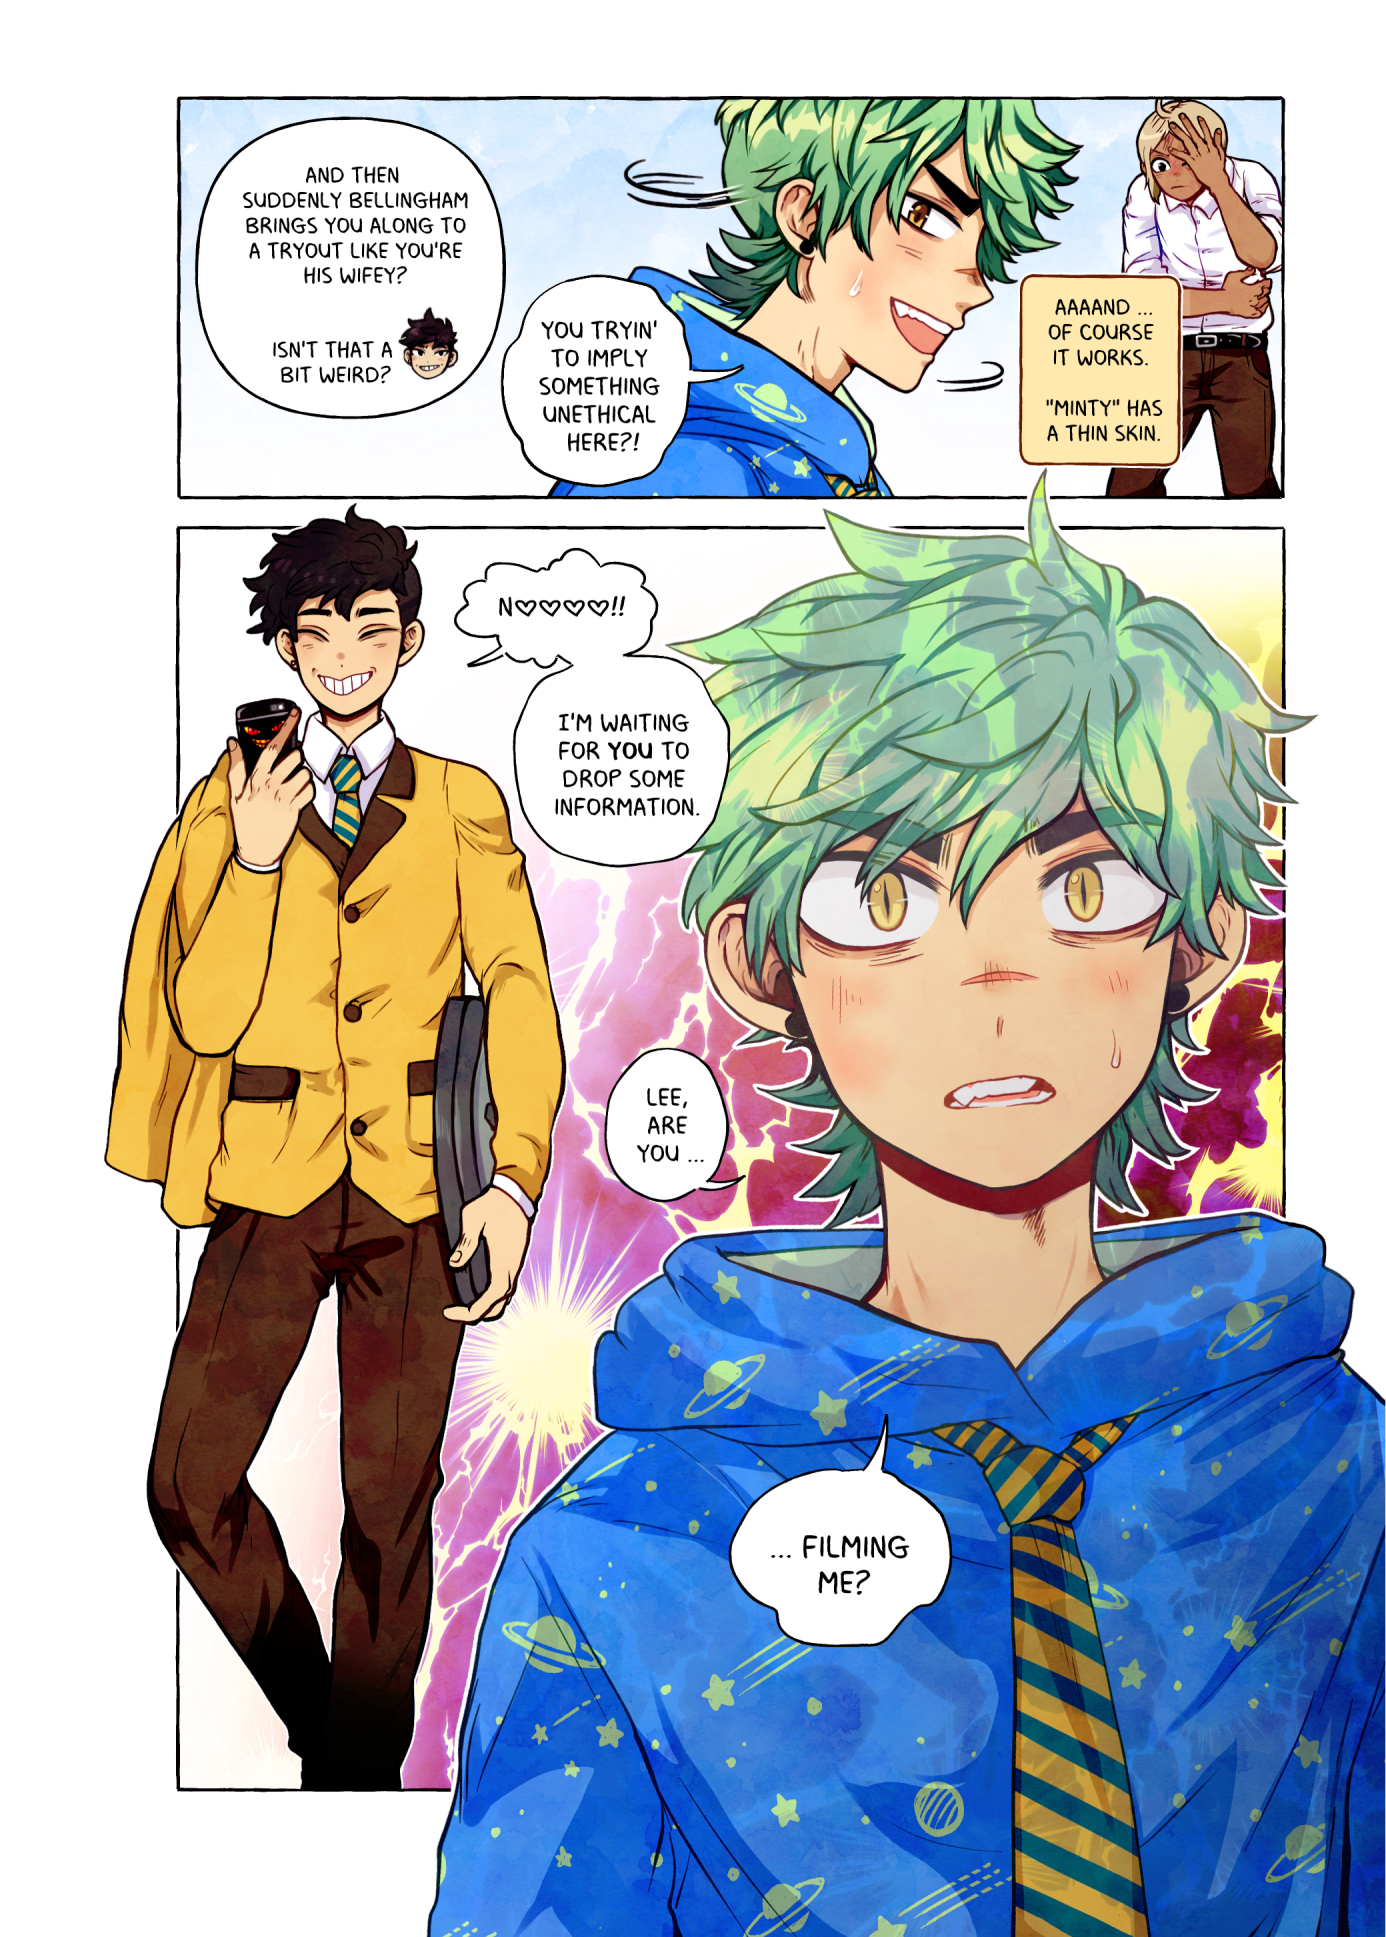 AND THEN
SUDDENLY BELLINGHAM
BRINGS YOU ALONG TO
A TRYOUT LIKE YOU'RE
HIS WIFEY?
ISN'T THAT A
BIT WEIRD?
YOU TRYIN'
TO IMPLY
SOMETHING
UNETHICAL
HERE?!
AAAAND ...
OF COURSE
IT WORKS.
"MINTY" HAS
A THIN SKIN.
N♡♡♡♡!!
I'M WAITING
FOR YOU TO
DROP SOME
INFORMATION.
LEE,
ARE
YOU ...
... FILMING
ME?